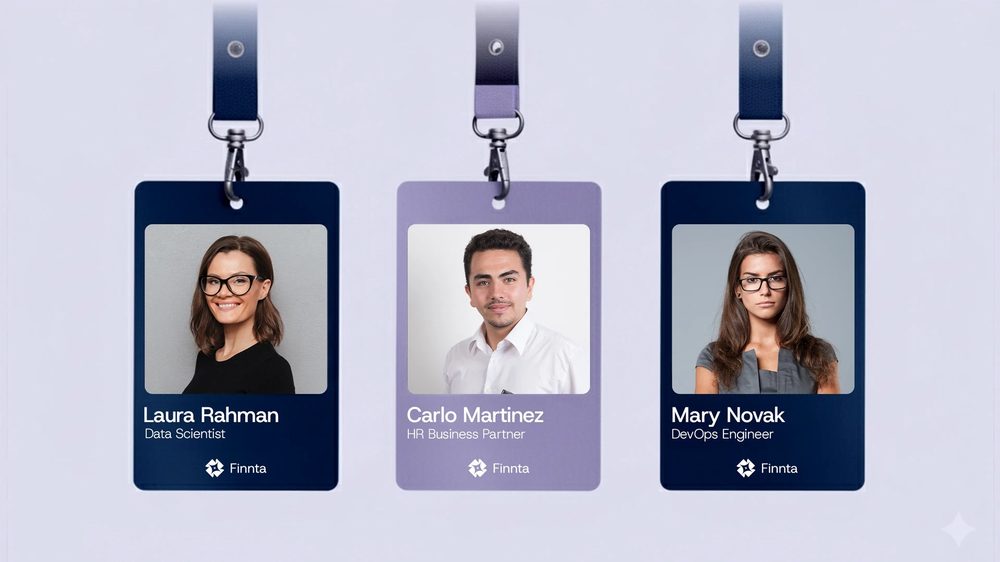 Laura Rahman
Data Scientist
Finnta
Carlo Martinez
HR Business Partner
Finnta
Mary Novak
DevOps Engineer
Finnta